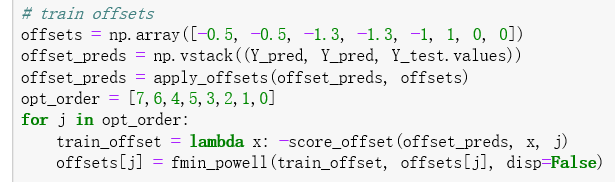 # train offsets
offsets = np.array([-0.5, -0.5, -1.3, -1.3, -1, 1, 0, 0])
offset_preds = np.vstack((Y_pred, Y_pred, Y_test.values))
offset_preds = apply_offsets(offset_preds, offsets)
opt_order = [7,6,4,5,3,2,1,0]
for j in opt_order:
    train_offset = lambda x: -score_offset(offset_preds, x, j)
    offsets[j] = fmin_powell(train_offset, offsets[j], disp=False)